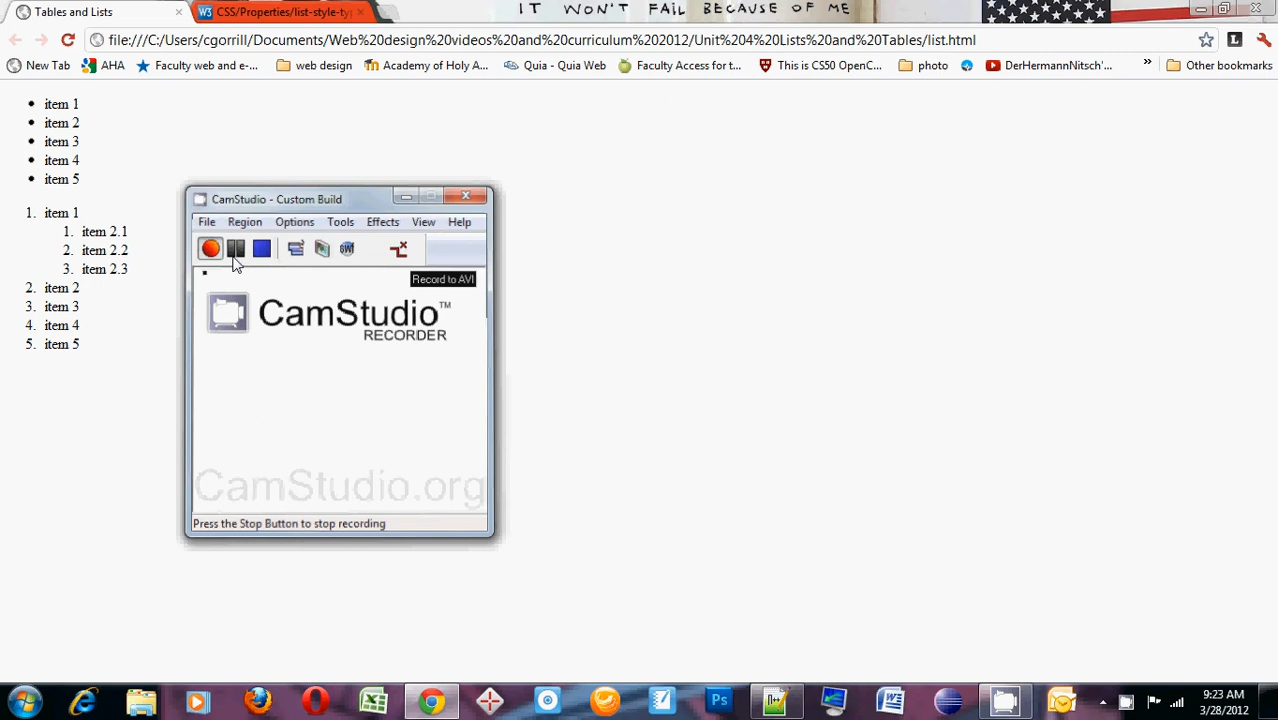 IT WON'T FAIL BECAUSE OF ME
Tables and Lists
CSS/Properties/list-style-typ
file:///C:/Users/cgorrill/Documents/Web%20design%20videos%20and%20curriculum%202012/Unit%204%20Lists%20and%20Tables/list.html
New Tab
AHA
Faculty web and e-...
web design
Academy of Holy A...
Quia - Quia Web
Faculty Access for t...
This is CS50 OpenC...
photo
DerHermannNitsch'...
»
Other bookmarks
• item 1
• item 2
• item 3
• item 4
• item 5
1. item 1
1. item 2.1
2. item 2.2
3. item 2.3
2. item 2
3. item 3
4. item 4
5. item 5
CamStudio - Custom Build
File Region Options Tools Effects View Help
Record to AVI
CamStudio™
RECORDER
CamStudio.org
Press the Stop Button to stop recording
9:23 AM
3/28/2012